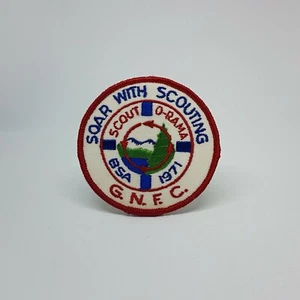 SOAR WITH SCOUTING
SCOUT O-RAMA
BSA 1971
G.N.F.C.